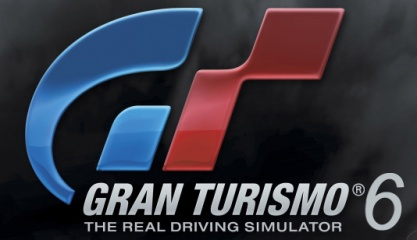 GRAN TURISMO® 6
THE REAL DRIVING SIMULATOR